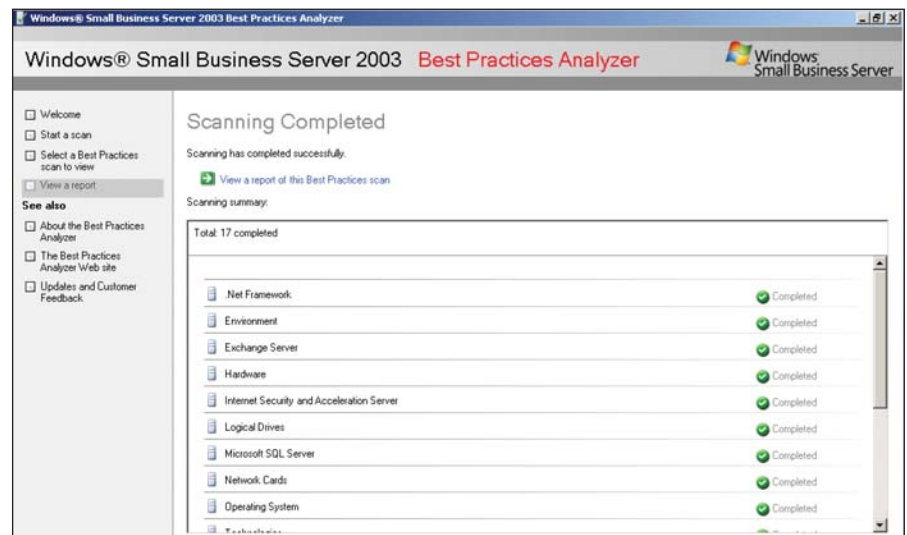 Windows® Small Business Server 2003 Best Practices Analyzer
Windows® Small Business Server 2003 Best Practices Analyzer
Windows
Small Business Server
Welcome
Start a scan
Select a Best Practices
scan to view
View a report
See also
About the Best Practices
Analyzer
The Best Practices
Analyzer Web site
Updates and Customer
Feedback
Scanning Completed
Scanning has completed successfully.
View a report of this Best Practices scan
Scanning summary:
Total: 17 completed
.Net Framework Completed
Environment Completed
Exchange Server Completed
Hardware Completed
Internet Security and Acceleration Server Completed
Logical Drives Completed
Microsoft SQL Server Completed
Network Cards Completed
Operating System Completed